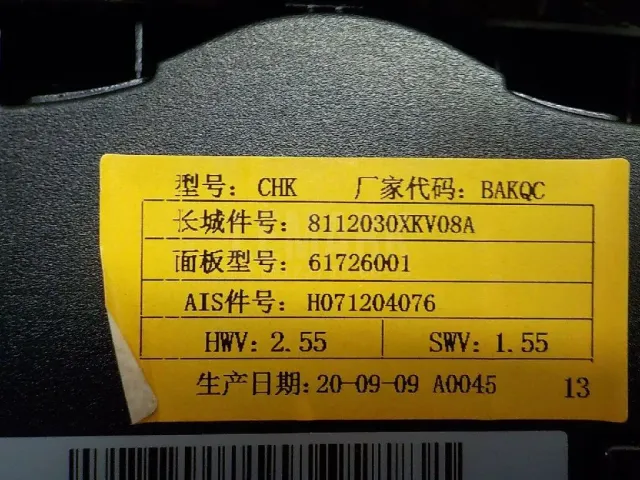 型号: CHK 厂家代码: BAKQC
长城件号: 8112030XKV08A
面板型号: 61726001
AIS件号: H071204076
HWV: 2.55 SWV: 1.55
生产日期: 20-09-09 A0045 13